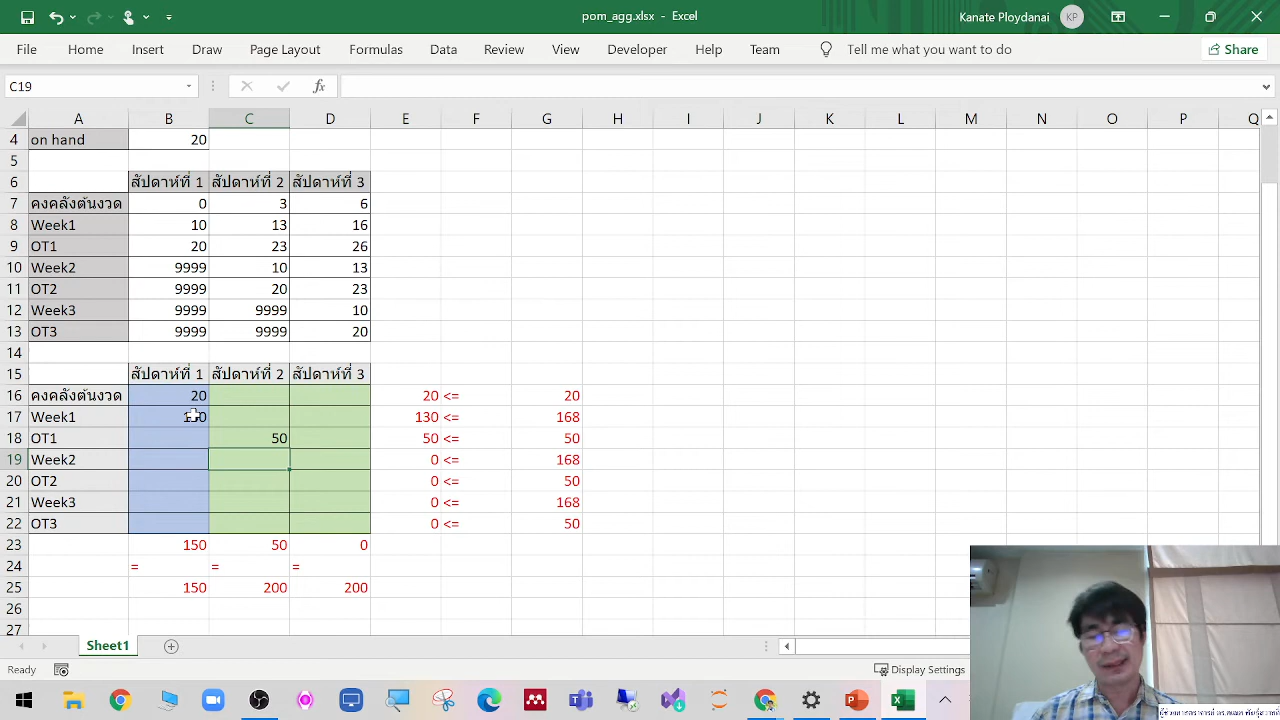 pom_agg.xlsx - Excel
Kanate Ploydanai KP
File Home Insert Draw Page Layout Formulas Data Review View Developer Help Team Tell me what you want to do Share
C19 fx
A B C D E F G H I J K L M N O P Q
4 on hand 20
5
6 สัปดาห์ที่ 1 สัปดาห์ที่ 2 สัปดาห์ที่ 3
7 คงคลังต้นงวด 0 3 6
8 Week1 10 13 16
9 OT1 20 23 26
10 Week2 9999 10 13
11 OT2 9999 20 23
12 Week3 9999 9999 10
13 OT3 9999 9999 20
14
15 สัปดาห์ที่ 1 สัปดาห์ที่ 2 สัปดาห์ที่ 3
16 คงคลังต้นงวด 20 20 <= 20
17 Week1 130 130 <= 168
18 OT1 50 50 <= 50
19 Week2 0 <= 168
20 OT2 0 <= 50
21 Week3 0 <= 168
22 OT3 0 <= 50
23 150 50 0
24 = = =
25 150 200 200
26
27
Sheet1
Ready Display Settings